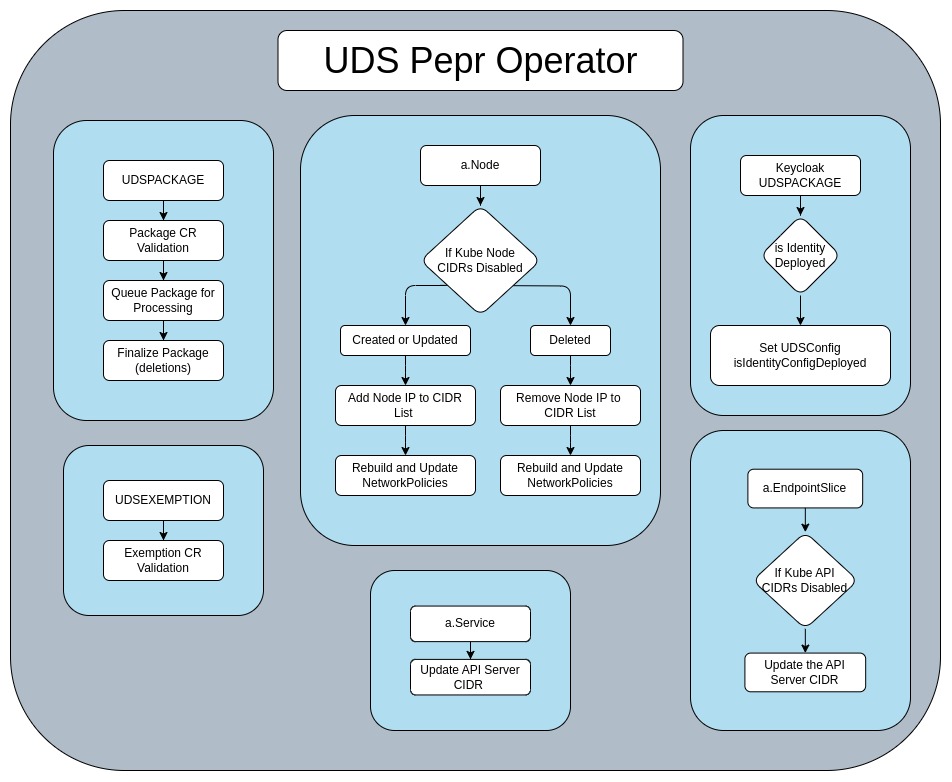 UDS Pepr Operator
UDSPACKAGE
Package CR
Validation
Queue Package for
Processing
Finalize Package
(deletions)
UDSEXEMPTION
Exemption CR
Validation
a.Node
If Kube Node
CIDRs Disabled
Created or Updated
Deleted
Add Node IP to CIDR
List
Remove Node IP to
CIDR List
Rebuild and Update
NetworkPolicies
Rebuild and Update
NetworkPolicies
a.Service
Update API Server
CIDR
Keycloak
UDSPACKAGE
is Identity
Deployed
Set UDSConfig
isIdentityConfigDeployed
a.EndpointSlice
If Kube API
CIDRs Disabled
Update the API
Server CIDR